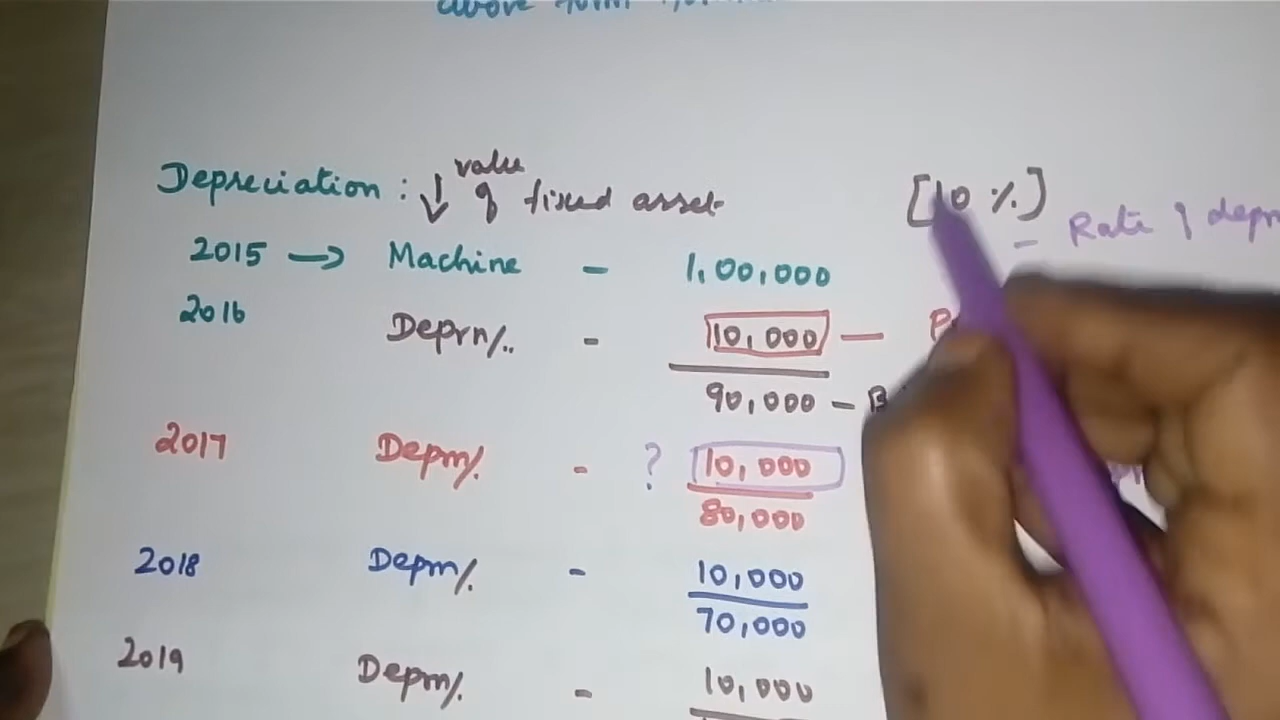 above
Depreciation : ↓ value of fixed asset [10 %]
- Rate of depr
2015 → Machine - 1,00,000
2016 Deprn/.. - 10,000 —
90,000 — B
2017 Deprn/. - ? 10,000
80,000
2018 Deprn/. - 10,000
70,000
2019 Deprn/. - 10,000